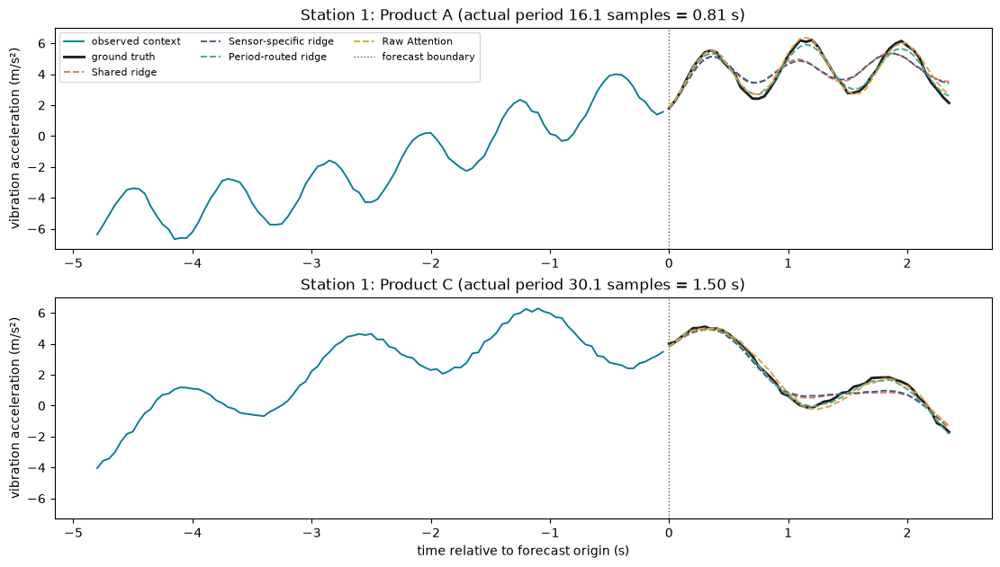 Station 1: Product A (actual period 16.1 samples = 0.81 s)
observed context
ground truth
Shared ridge
Sensor-specific ridge
Period-routed ridge
Raw Attention
forecast boundary
vibration acceleration (m/s²)
6
4
2
0
−2
−4
−6
−5 −4 −3 −2 −1 0 1 2
Station 1: Product C (actual period 30.1 samples = 1.50 s)
vibration acceleration (m/s²)
6
4
2
0
−2
−4
−6
−5 −4 −3 −2 −1 0 1 2
time relative to forecast origin (s)